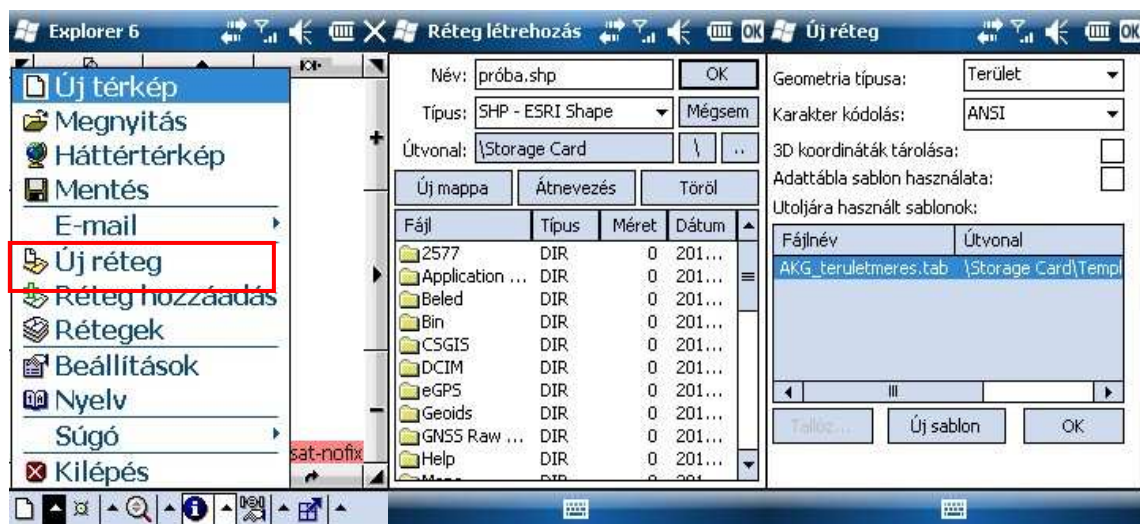 Explorer 6
Új térkép
Megnyitás
Háttértérkép
Mentés
E-mail
Új réteg
Réteg hozzáadás
Rétegek
Beállítások
Nyelv
Súgó
Kilépés
sat-nofix
Réteg létrehozás OK
Név: próba.shp OK
Típus: SHP - ESRI Shape Mégsem
Útvonal: \Storage Card \ ..
Új mappa Átnevezés Töröl
Fájl Típus Méret Dátum
2577 DIR 0 201...
Application ... DIR 0 201...
Beled DIR 0 201...
Bin DIR 0 201...
CSGIS DIR 0 201...
DCIM DIR 0 201...
eGPS DIR 0 201...
Geoids DIR 0 201...
GNSS Raw ... DIR 0 201...
Help DIR 0 201...
DIR 0 201...
Új réteg OK
Geometria típusa: Terület
Karakter kódolás: ANSI
3D koordináták tárolása:
Adattábla sablon használata:
Utoljára használt sablonok:
Fájlnév Útvonal
AKG_teruletmeres.tab \Storage Card\Templ
Tallóz... Új sablon OK